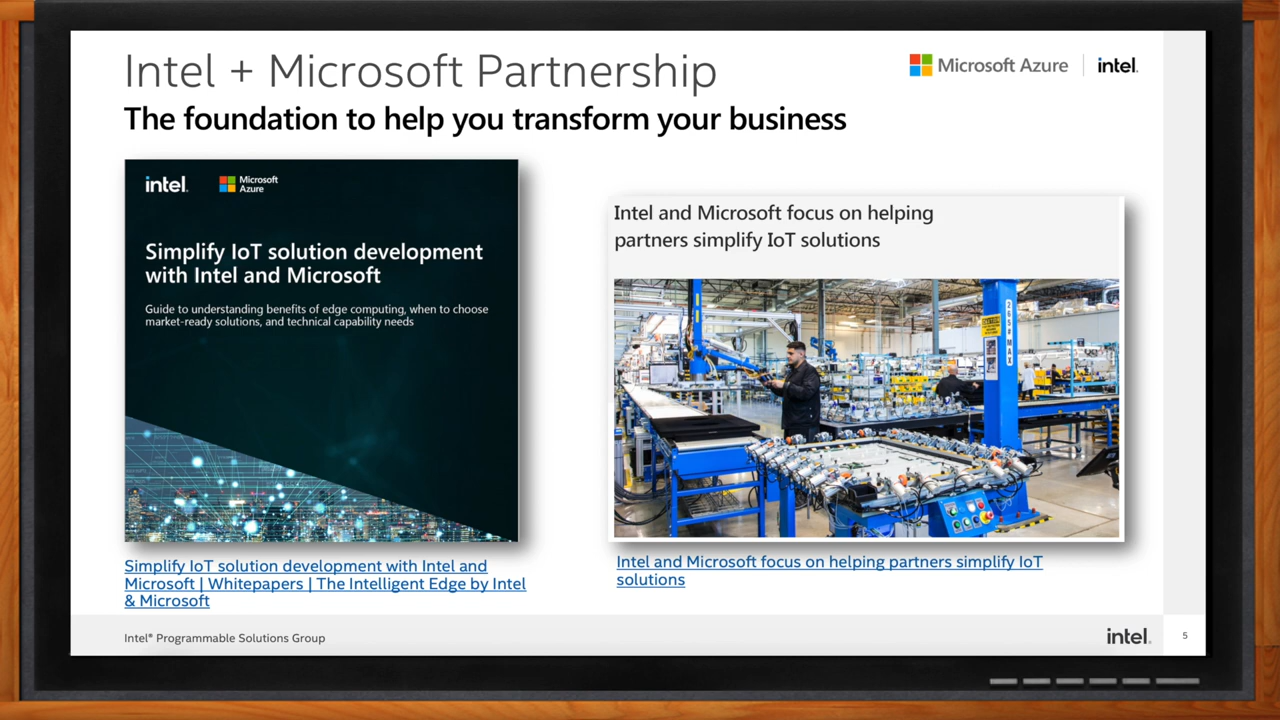 Intel + Microsoft Partnership
Microsoft Azure
intel.
The foundation to help you transform your business
intel.
Microsoft
Azure
Simplify IoT solution development
with Intel and Microsoft
Guide to understanding benefits of edge computing, when to choose
market-ready solutions, and technical capability needs
Intel and Microsoft focus on helping
partners simplify IoT solutions
265# MAX
Simplify IoT solution development with Intel and
Microsoft | Whitepapers | The Intelligent Edge by Intel
& Microsoft
Intel and Microsoft focus on helping partners simplify IoT
solutions
Intel® Programmable Solutions Group
intel.
5